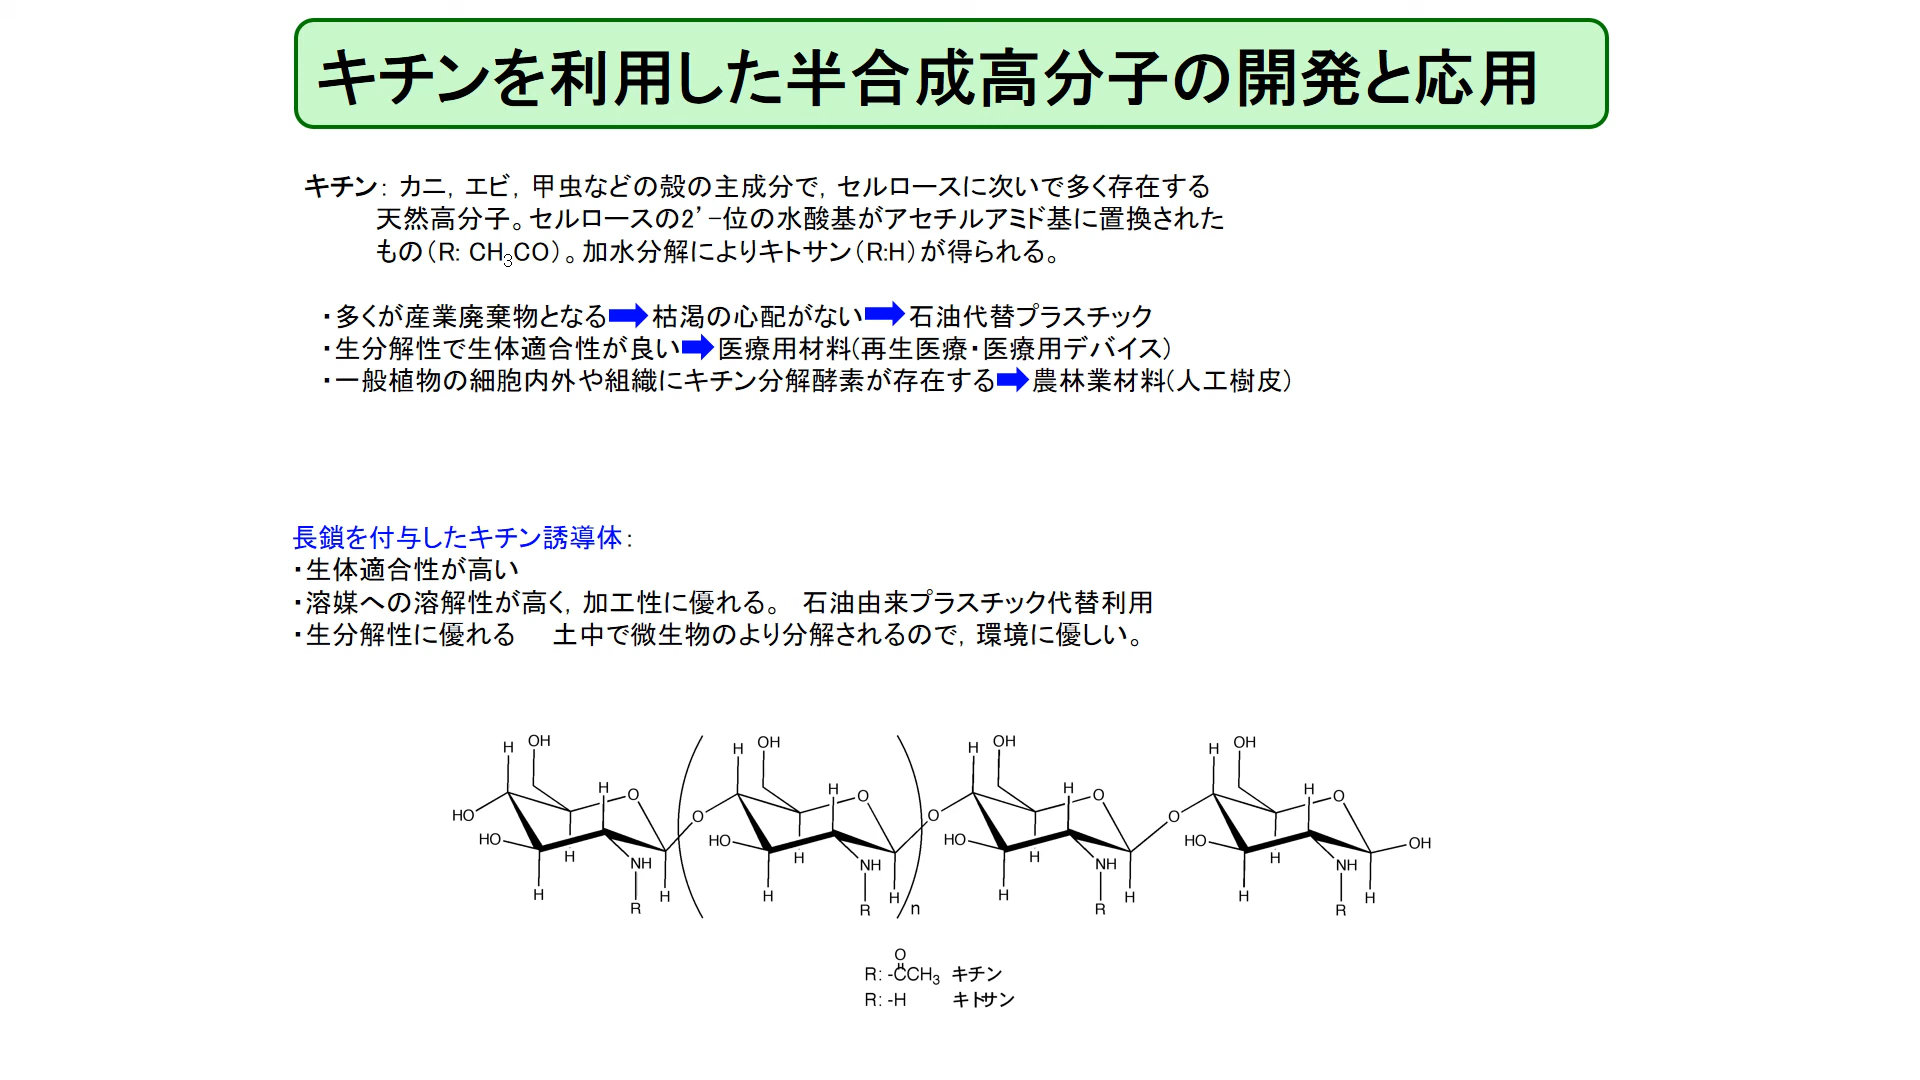 キチンを利用した半合成高分子の開発と応用
キチン： カニ，エビ，甲虫などの殻の主成分で，セルロースに次いで多く存在する
天然高分子。セルロースの2’-位の水酸基がアセチルアミド基に置換された
もの（R: CH3CO）。加水分解によりキトサン（R:H）が得られる。
・多くが産業廃棄物となる➡枯渇の心配がない➡石油代替プラスチック
・生分解性で生体適合性が良い➡医療用材料（再生医療・医療用デバイス）
・一般植物の細胞内外や組織にキチン分解酵素が存在する➡農林業材料（人工樹皮）
長鎖を付与したキチン誘導体：
・生体適合性が高い
・溶媒への溶解性が高く，加工性に優れる。　石油由来プラスチック代替利用
・生分解性に優れる　 土中で微生物のより分解されるので，環境に優しい。
H OH H OH H OH H OH
H O H O H O H O
HO O O O
HO HO HO HO OH
H NH H NH H NH H NH
H R H H R H n H R H H R H
O
R: -CCH3 キチン
R: -H キトサン